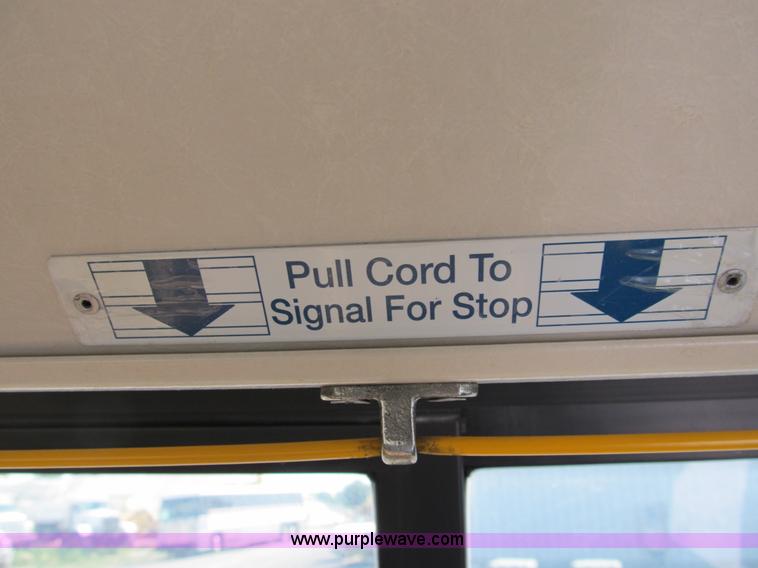 Pull Cord To
Signal For Stop
www.purplewave.com